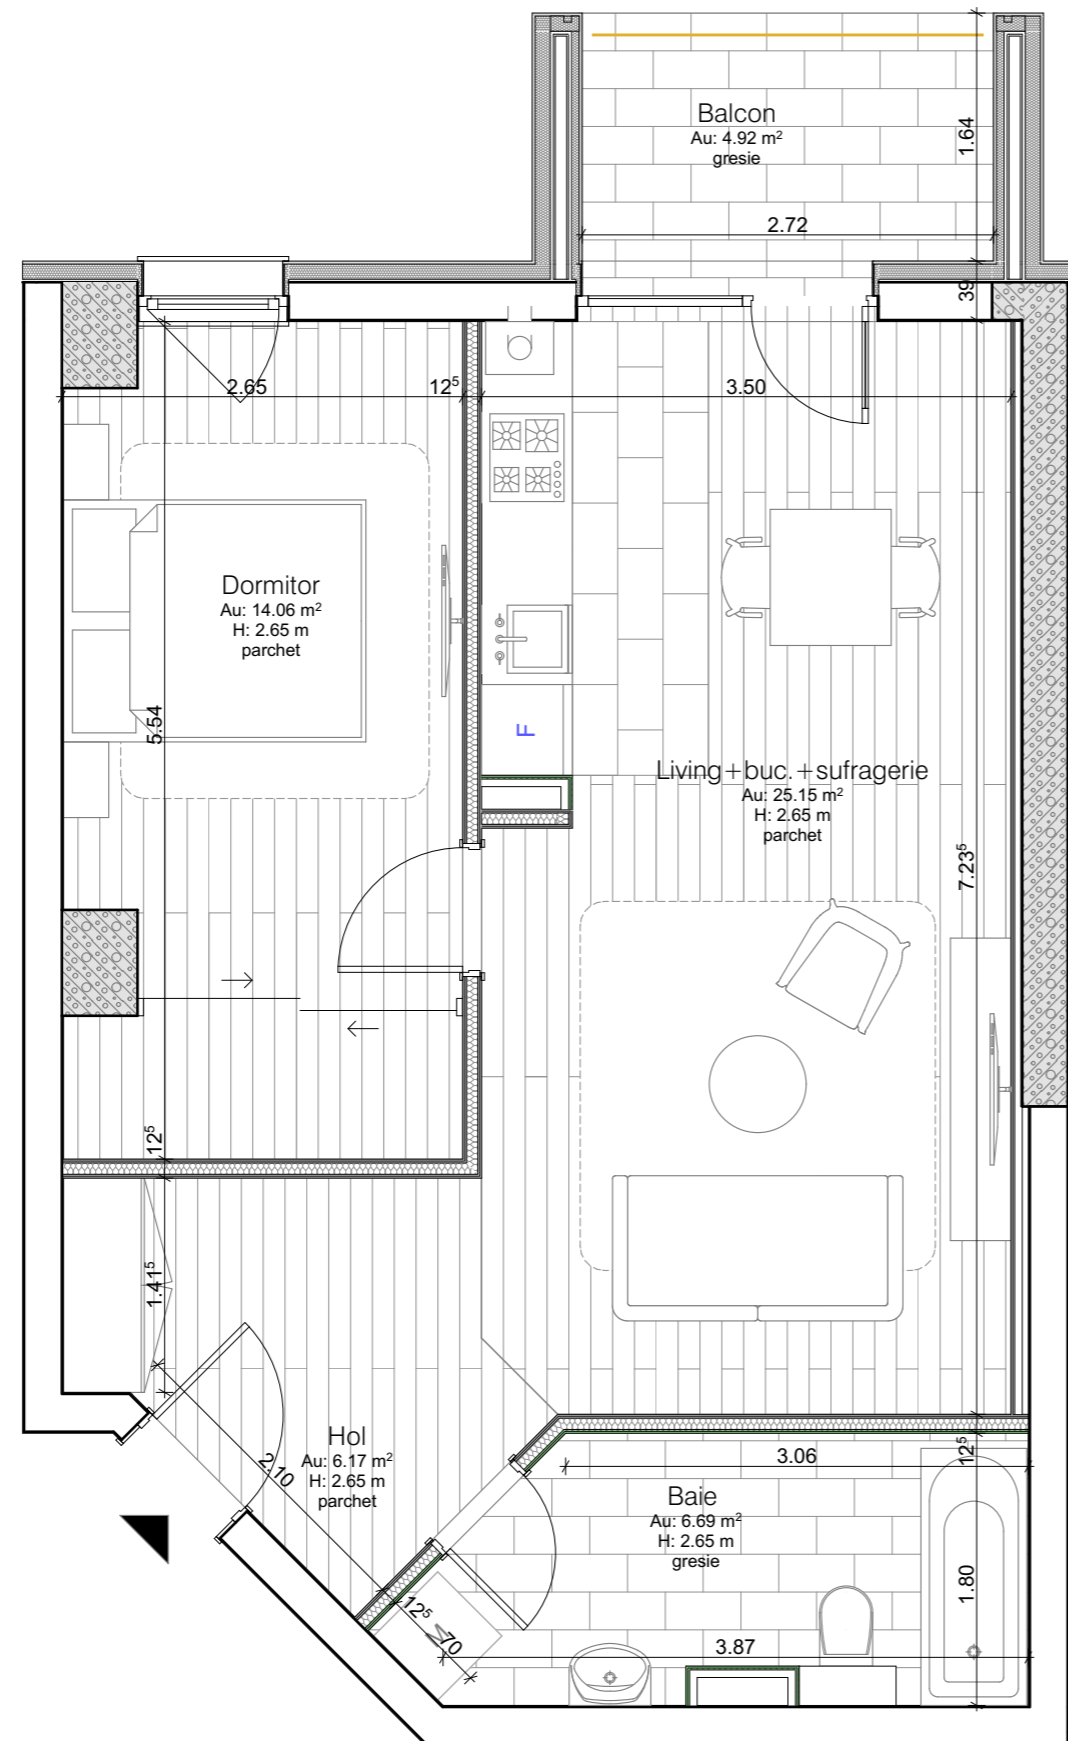 Balcon
Au: 4.92 m²
gresie
1.64
2.72
39
2.65
12⁵
3.50
Dormitor
Au: 14.06 m²
H: 2.65 m
parchet
5.54
F
Living+buc.+sufragerie
Au: 25.15 m²
H: 2.65 m
parchet
7.23⁵
12⁵
1.41⁵
Hol
Au: 6.17 m²
H: 2.65 m
parchet
2.10
12⁵
3.06
Baie
Au: 6.69 m²
H: 2.65 m
gresie
1.80
12⁵
70
M
3.87